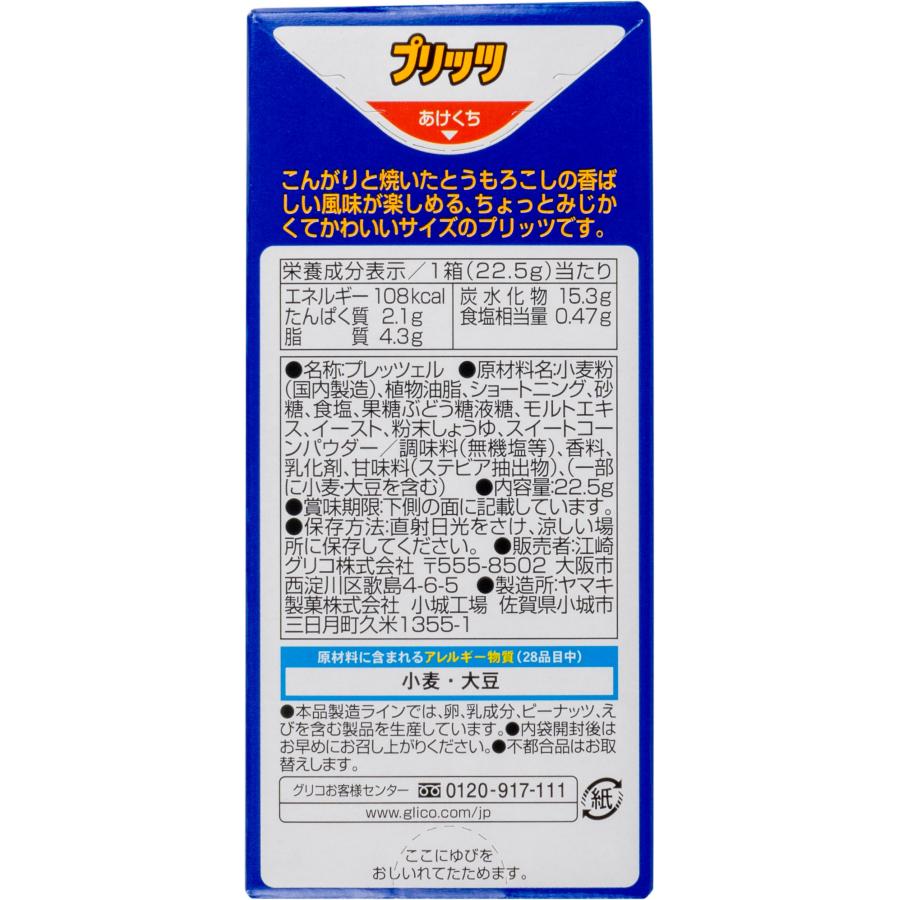 プリッツ
あけくち
こんがりと焼いたとうもろこしの香ば
しい風味が楽しめる、ちょっとみじか
くてかわいいサイズのプリッツです。
栄養成分表示／1箱(22.5g)当たり
エネルギー 108kcal 炭水化物 15.3g
たんぱく質 2.1g 食塩相当量 0.47g
脂質 4.3g
●名称:プレッツェル ●原材料名:小麦粉
(国内製造)、植物油脂、ショートニング、砂
糖、食塩、果糖ぶどう糖液糖、モルトエキ
ス、イースト、粉末しょうゆ、スイートコー
ンパウダー／調味料(無機塩等)、香料、
乳化剤、甘味料(ステビア抽出物)、(一部
に小麦・大豆を含む) ●内容量:22.5g
●賞味期限:下側の面に記載しています。
●保存方法:直射日光をさけ、涼しい場
所に保存してください。 ●販売者:江崎
グリコ株式会社 〒555-8502 大阪市
西淀川区歌島4-6-5 ●製造所:ヤマキ
製菓株式会社 小城工場 佐賀県小城市
三日月町久米1355-1
原材料に含まれるアレルギー物質(28品目中)
小麦・大豆
●本品製造ラインでは、卵、乳成分、ピーナッツ、え
びを含む製品を生産しています。●内袋開封後は
お早めにお召し上がりください。●不都合品はお取
替えします。
グリコお客様センター 0120-917-111
www.glico.com/jp
紙
ここにゆびを
おしいれてたためます。